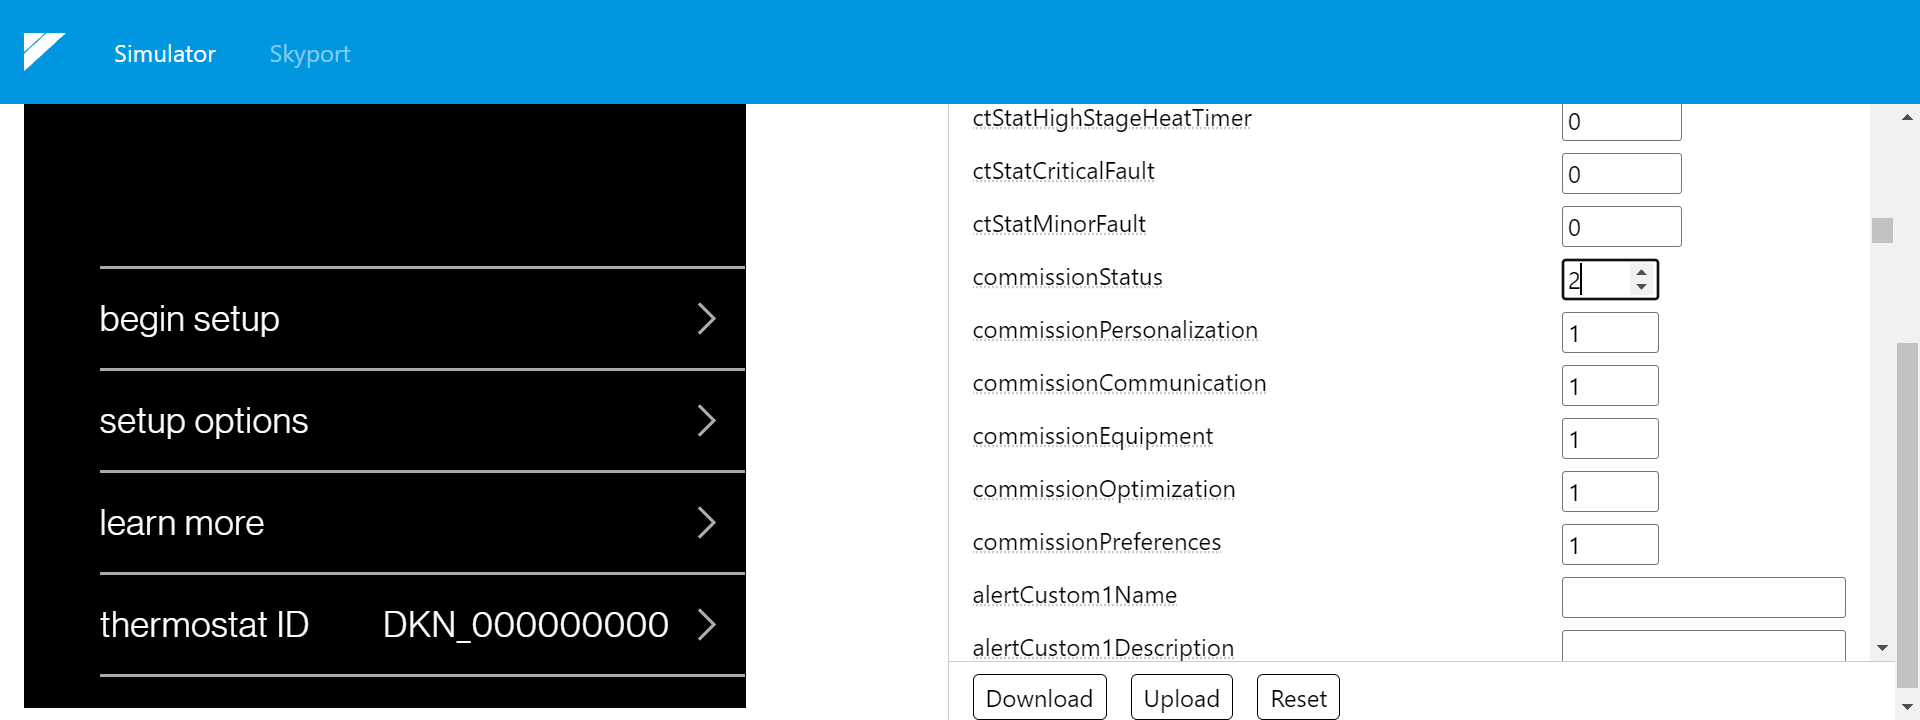 Simulator Skyport
begin setup
setup options
learn more
thermostat ID DKN_000000000
ctStatHighStageHeatTimer 0
ctStatCriticalFault 0
ctStatMinorFault 0
commissionStatus 2
commissionPersonalization 1
commissionCommunication 1
commissionEquipment 1
commissionOptimization 1
commissionPreferences 1
alertCustom1Name
alertCustom1Description
Download Upload Reset